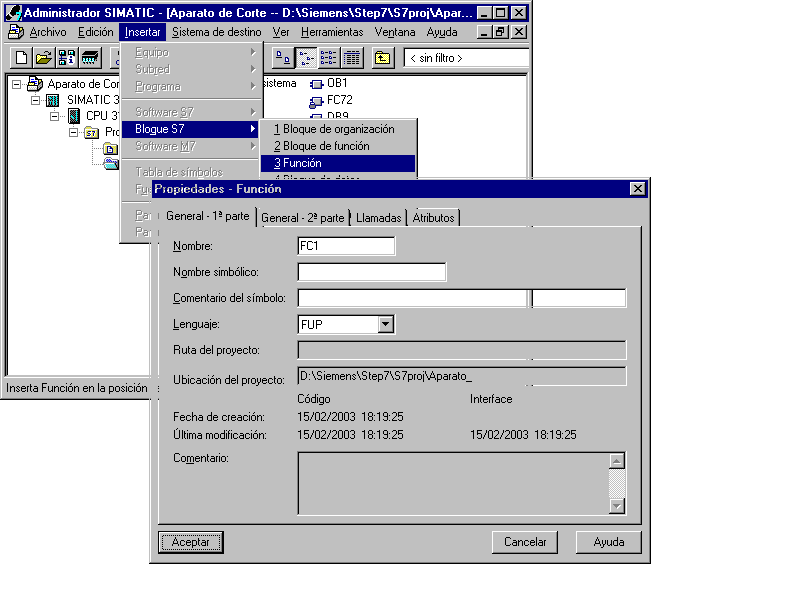 Administrador SIMATIC - [Aparato de Corte -- D:\Siemens\Step7\S7proj\Apar...
Archivo Edición Insertar Sistema de destino Ver Herramientas Ventana Ayuda
< sin filtro >
Equipo
Subred
Programa
Software S7
Bloque S7
Software M7
Tabla de símbolos
Aparato de Cor
SIMATIC 3
CPU 31
Pro
sistema
OB1
FC72
DB9
1 Bloque de organización
2 Bloque de función
3 Función
4 Bloque de datos
Inserta Función en la posición
Propiedades - Función
General - 1ª parte General - 2ª parte Llamadas Atributos
Nombre: FC1
Nombre simbólico:
Comentario del símbolo:
Lenguaje: FUP
Ruta del proyecto:
Ubicación del proyecto: D:\Siemens\Step7\S7proj\Aparato_
Código Interface
Fecha de creación: 15/02/2003 18:19:25
Última modificación: 15/02/2003 18:19:25 15/02/2003 18:19:25
Comentario:
Aceptar Cancelar Ayuda